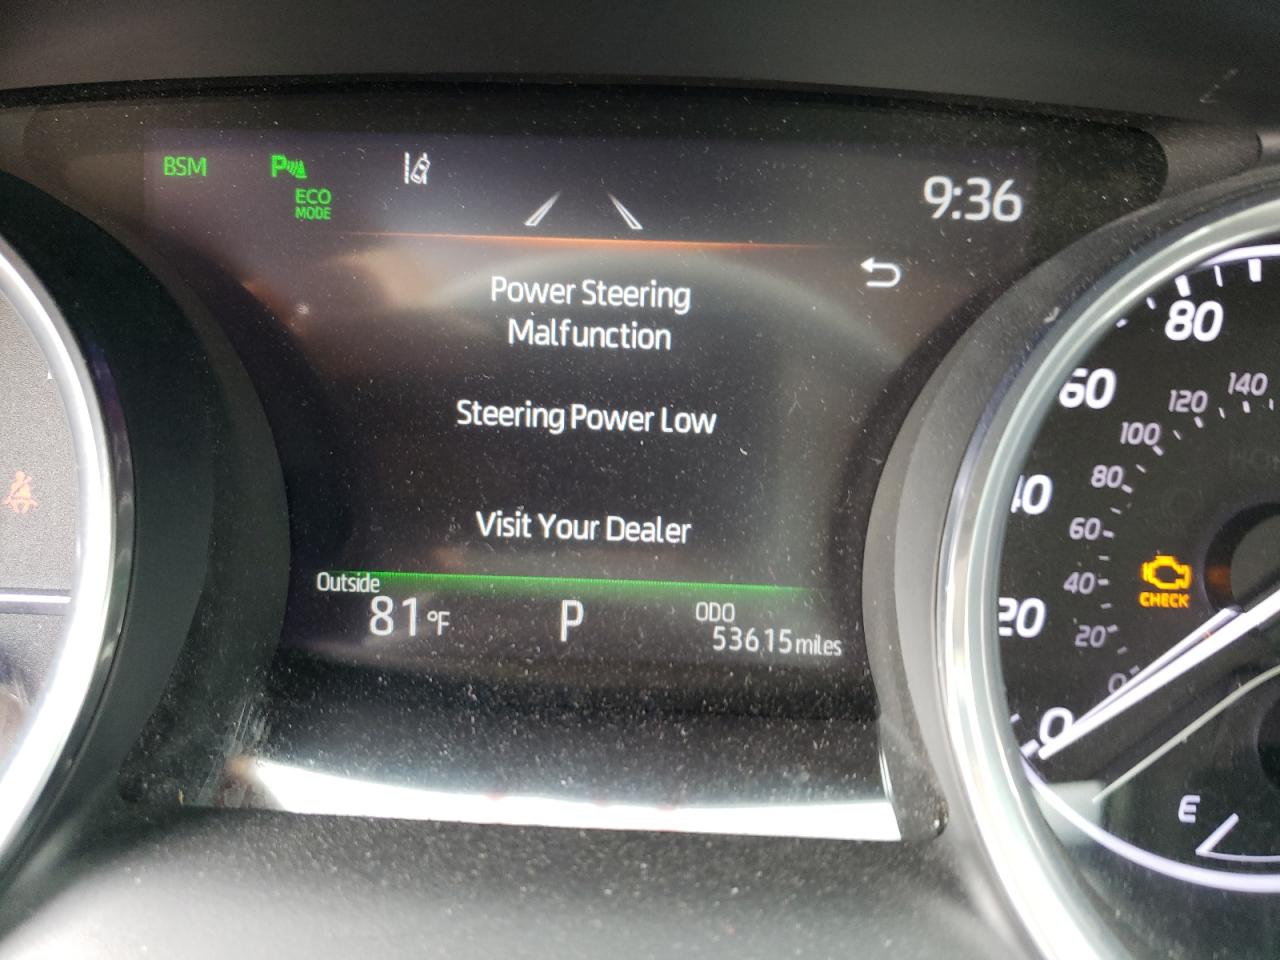 BSM
P
ECO
MODE
9:36
Power Steering
Malfunction
Steering Power Low
Visit Your Dealer
Outside
81°F
P
ODO
53615 miles
80
60
40
20
0
140
120
100
80
60
40
20
0
CHECK
E